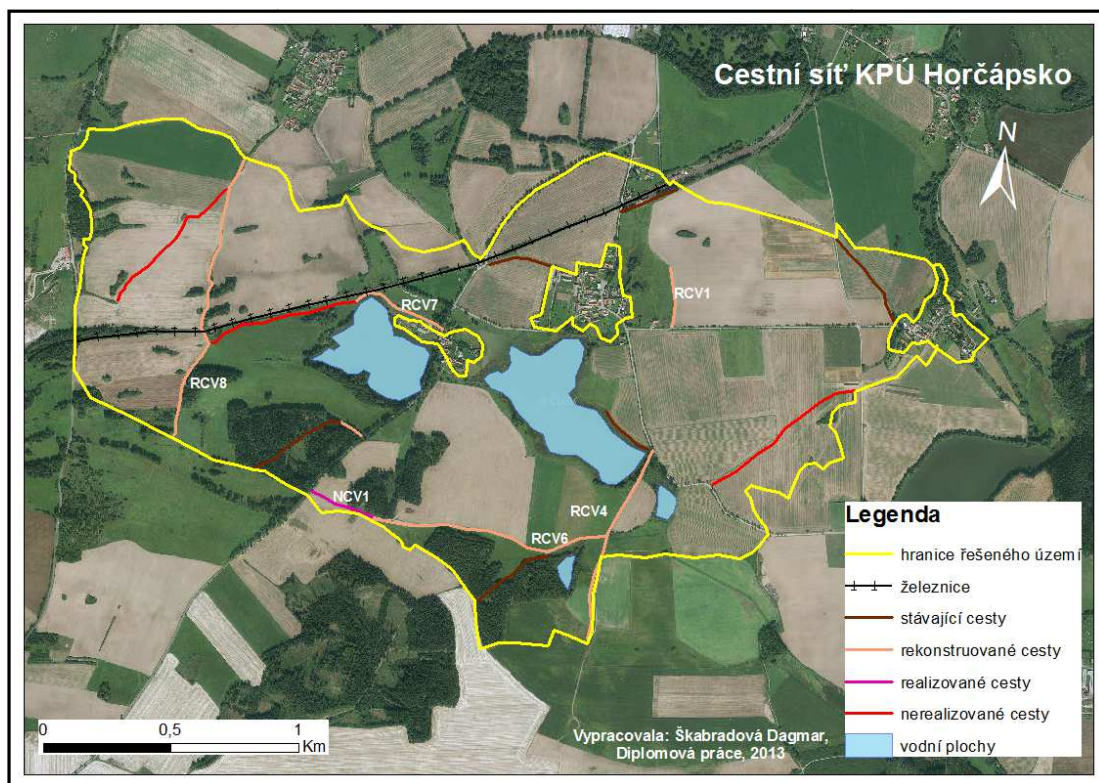 Cestní síť KPÚ Horčápsko
N
RCV7
RCV1
RCV8
NCV1
RCV4
RCV6
Legenda
hranice řešeného území
železnice
stávající cesty
rekonstruované cesty
realizované cesty
nerealizované cesty
vodní plochy
0 0,5 1
Km
Vypracovala: Škabradová Dagmar,
Diplomová práce, 2013